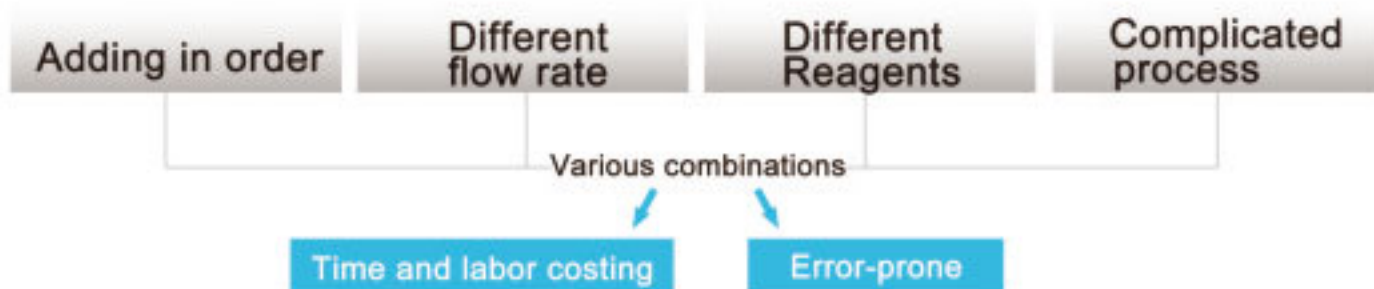 Adding in order
Different
flow rate
Different
Reagents
Complicated
process
Various combinations
Time and labor costing
Error-prone